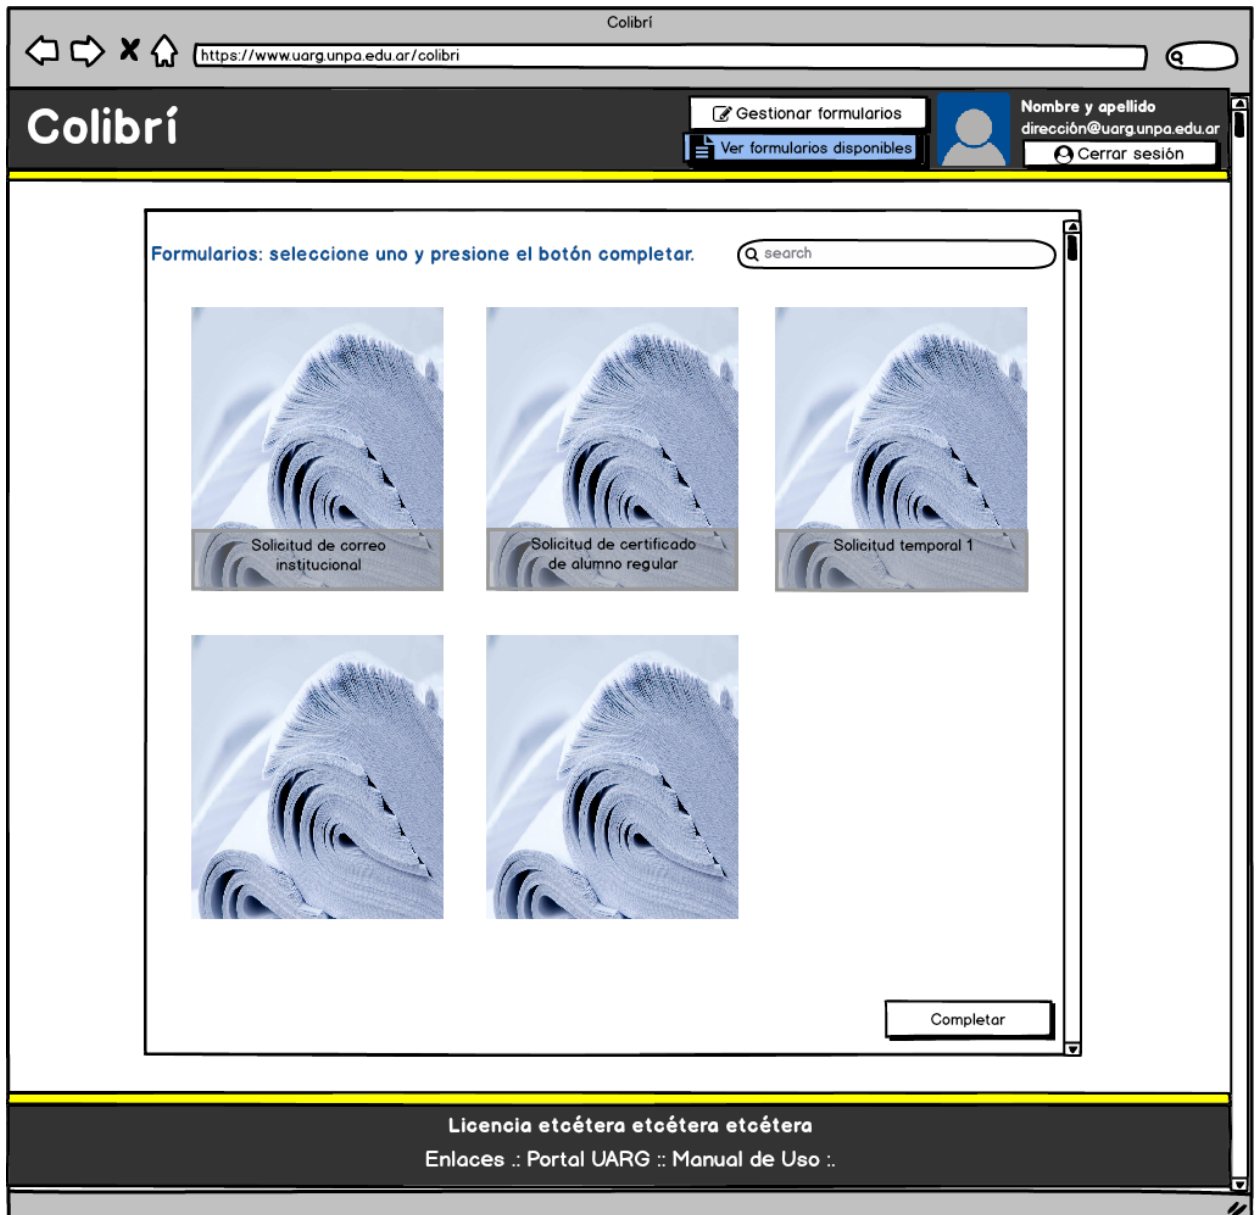 Colibrí
https://www.uarg.unpa.edu.ar/colibri
Colibrí
Gestionar formularios
Ver formularios disponibles
Nombre y apellido
dirección@uarg.unpa.edu.ar
Cerrar sesión
Formularios: seleccione uno y presione el botón completar.
search
Solicitud de correo
institucional
Solicitud de certificado
de alumno regular
Solicitud temporal 1
Completar
Licencia etcétera etcétera etcétera
Enlaces .: Portal UARG :: Manual de Uso :.